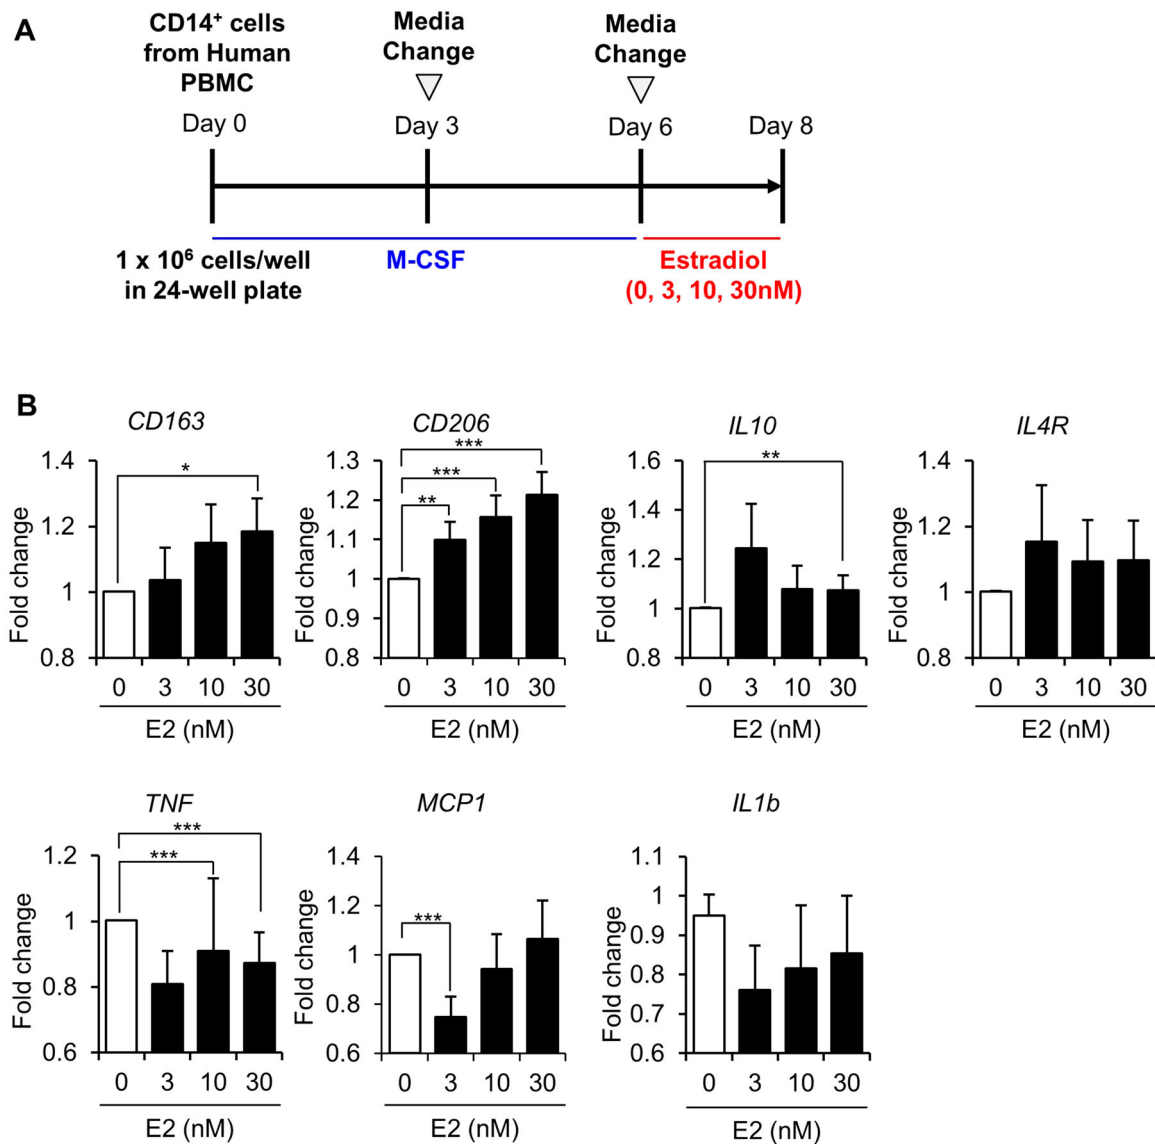 A
CD14⁺ cells
from Human
PBMC
Media
Change
Media
Change
Day 0
Day 3
Day 6
Day 8
1 x 10⁶ cells/well
in 24-well plate
M-CSF
Estradiol
(0, 3, 10, 30nM)
B
CD163
Fold change
1.4
1.2
1
0.8
*
0 3 10 30
E2 (nM)
CD206
Fold change
1.3
1.2
1.1
1
0.9
0.8
***
***
**
0 3 10 30
E2 (nM)
IL10
Fold change
1.6
1.4
1.2
1
0.8
**
0 3 10 30
E2 (nM)
IL4R
Fold change
1.4
1.2
1
0.8
0 3 10 30
E2 (nM)
TNF
Fold change
1.2
1
0.8
0.6
***
***
0 3 10 30
E2 (nM)
MCP1
Fold change
1.4
1.2
1
0.8
0.6
***
0 3 10 30
E2 (nM)
IL1b
Fold change
1.1
1
0.9
0.8
0.7
0.6
0 3 10 30
E2 (nM)